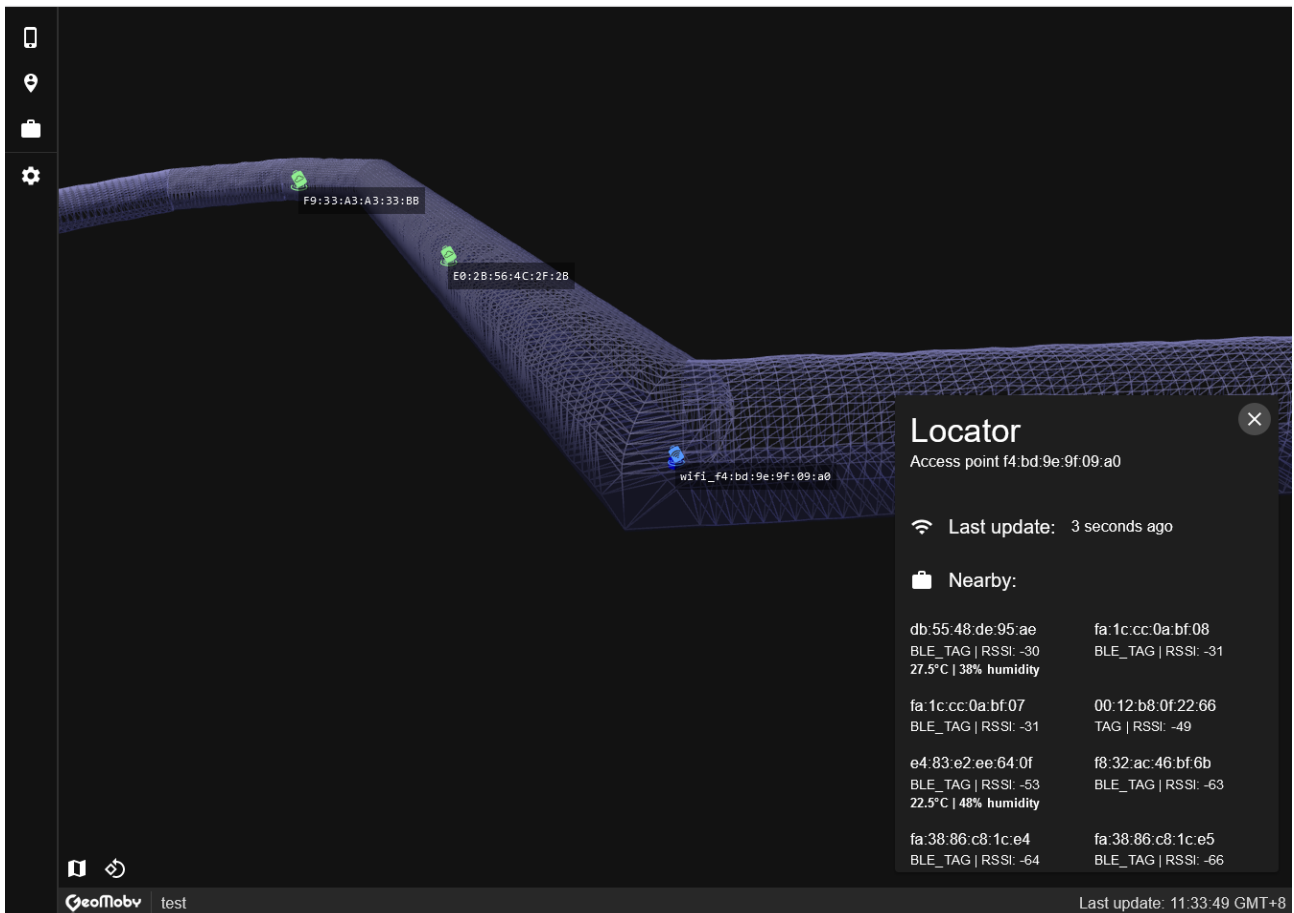 F9:33:A3:A3:33:BB
E0:2B:56:4C:2F:2B
wifi_f4:bd:9e:9f:09:a0
Locator
Access point f4:bd:9e:9f:09:a0
Last update: 3 seconds ago
Nearby:
db:55:48:de:95:ae
BLE_TAG | RSSI: -30
27.5°C | 38% humidity
fa:1c:cc:0a:bf:08
BLE_TAG | RSSI: -31
fa:1c:cc:0a:bf:07
BLE_TAG | RSSI: -31
00:12:b8:0f:22:66
TAG | RSSI: -49
e4:83:e2:ee:64:0f
BLE_TAG | RSSI: -53
22.5°C | 48% humidity
f8:32:ac:46:bf:6b
BLE_TAG | RSSI: -63
fa:38:86:c8:1c:e4
BLE_TAG | RSSI: -64
fa:38:86:c8:1c:e5
BLE_TAG | RSSI: -66
GeoMoby
test
Last update: 11:33:49 GMT+8